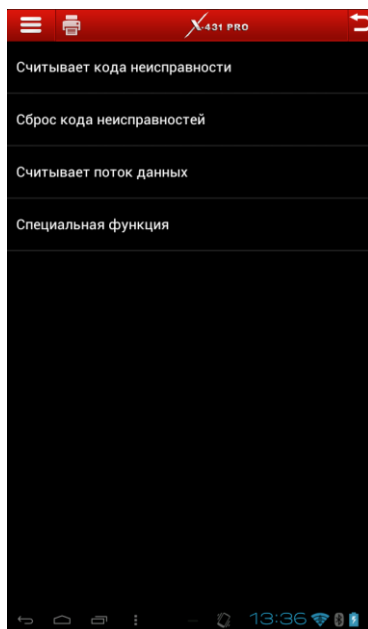 X-431 PRO
Считывает кода неисправности
Сброс кода неисправностей
Считывает поток данных
Специальная функция
13:36